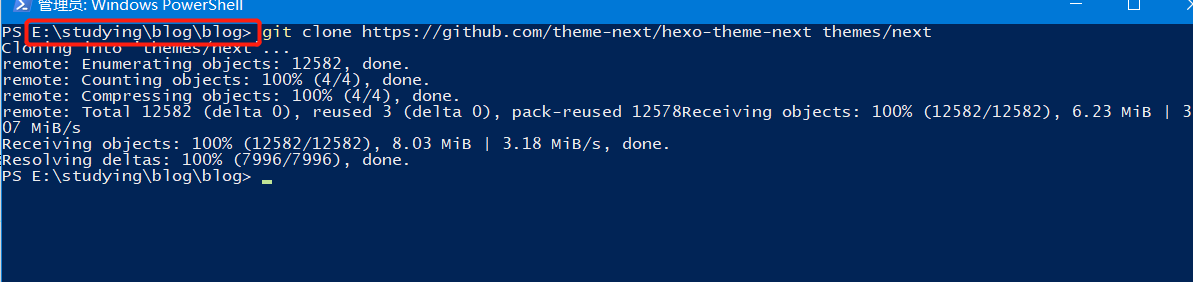 管理员: Windows PowerShell
PS E:\studying\blog\blog> git clone https://github.com/theme-next/hexo-theme-next themes/next
Cloning into 'themes/next'...
remote: Enumerating objects: 12582, done.
remote: Counting objects: 100% (4/4), done.
remote: Compressing objects: 100% (4/4), done.
remote: Total 12582 (delta 0), reused 3 (delta 0), pack-reused 12578Receiving objects: 100% (12582/12582), 6.23 MiB | 3
07 MiB/s
Receiving objects: 100% (12582/12582), 8.03 MiB | 3.18 MiB/s, done.
Resolving deltas: 100% (7996/7996), done.
PS E:\studying\blog\blog>